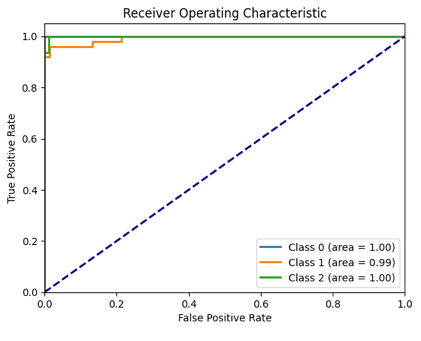 Receiver Operating Characteristic
True Positive Rate
1.0
0.8
0.6
0.4
0.2
0.0
Class 0 (area = 1.00)
Class 1 (area = 0.99)
Class 2 (area = 1.00)
0.0 0.2 0.4 0.6 0.8 1.0
False Positive Rate